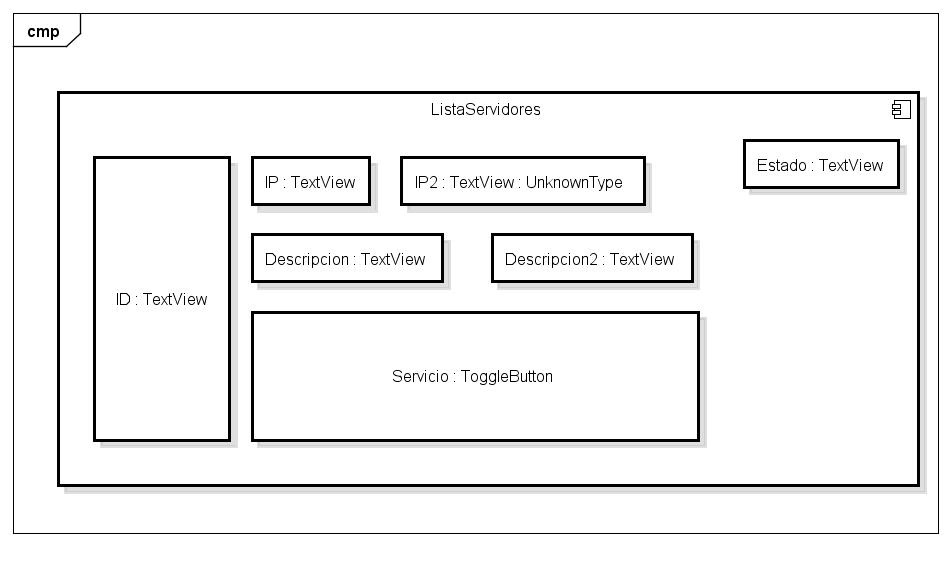 cmp
ListaServidores
Estado : TextView
IP : TextView
IP2 : TextView : UnknownType
Descripcion : TextView
Descripcion2 : TextView
ID : TextView
Servicio : ToggleButton